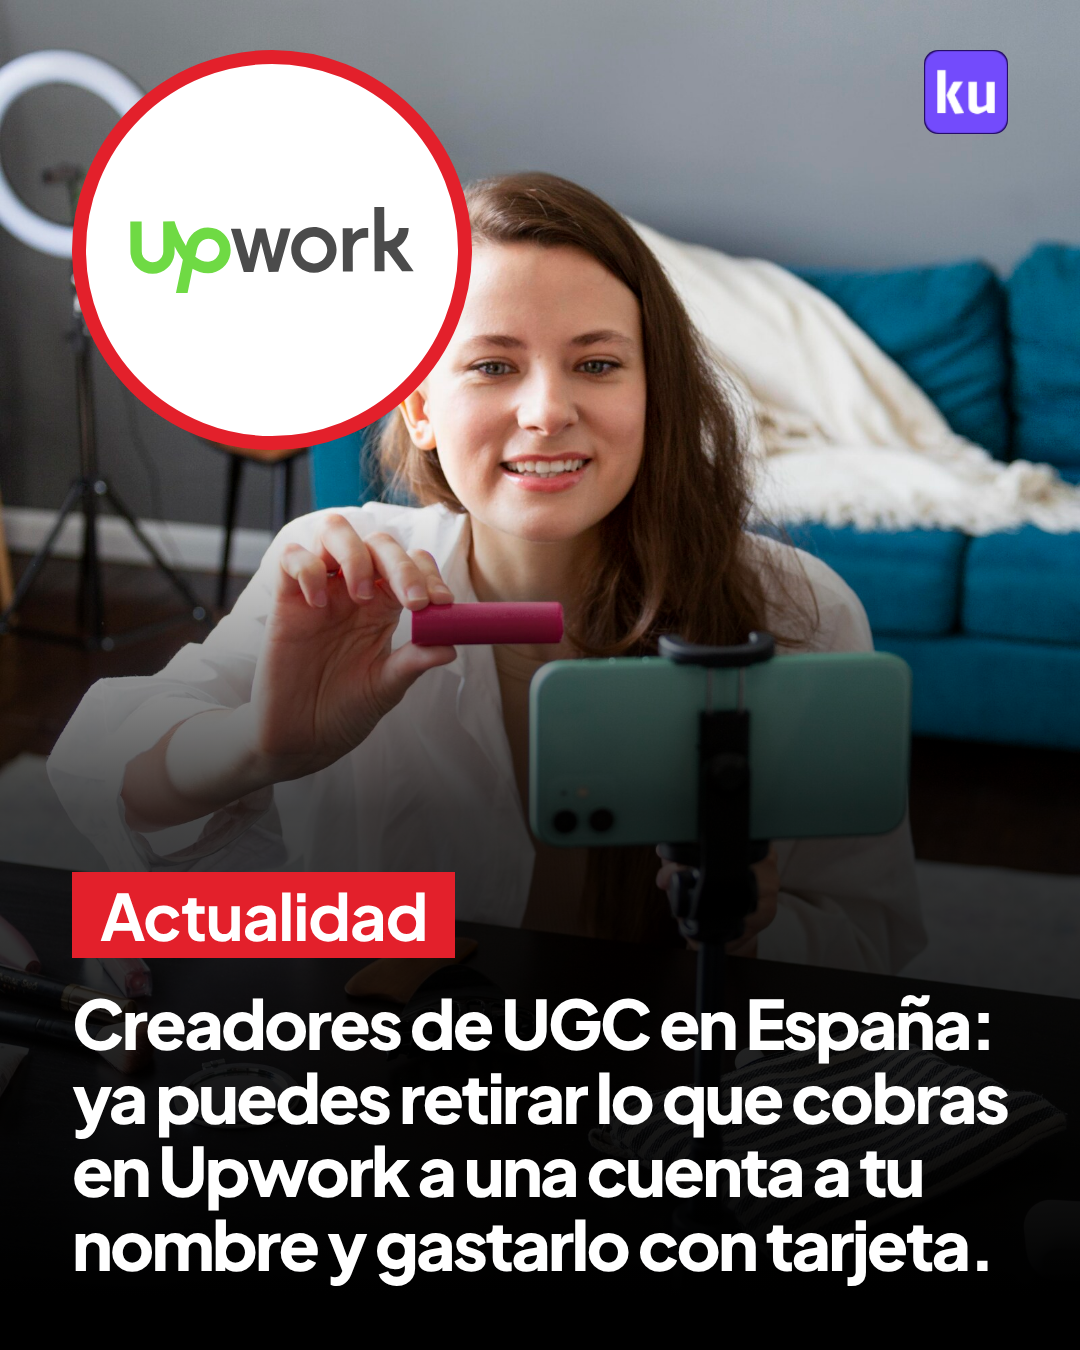 upwork
ku
Actualidad
Creadores de UGC en España:
ya puedes retirar lo que cobras
en Upwork a una cuenta a tu
nombre y gastarlo con tarjeta.